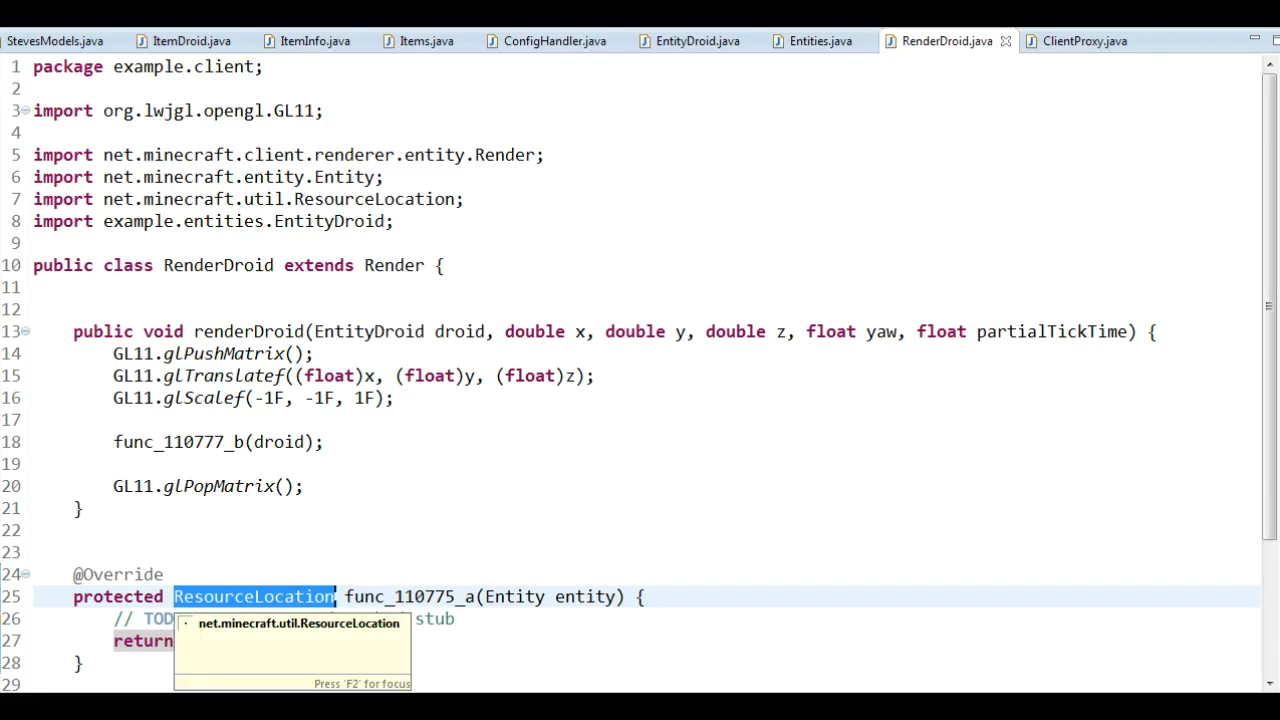 StevesModels.java ItemDroid.java ItemInfo.java Items.java ConfigHandler.java EntityDroid.java Entities.java RenderDroid.java ClientProxy.java
1 package example.client;
2
3 import org.lwjgl.opengl.GL11;
4
5 import net.minecraft.client.renderer.entity.Render;
6 import net.minecraft.entity.Entity;
7 import net.minecraft.util.ResourceLocation;
8 import example.entities.EntityDroid;
9
10 public class RenderDroid extends Render {
11
12
13 public void renderDroid(EntityDroid droid, double x, double y, double z, float yaw, float partialTickTime) {
14 GL11.glPushMatrix();
15 GL11.glTranslatef((float)x, (float)y, (float)z);
16 GL11.glScalef(-1F, -1F, 1F);
17
18 func_110777_b(droid);
19
20 GL11.glPopMatrix();
21 }
22
23
24 @Override
25 protected ResourceLocation func_110775_a(Entity entity) {
26 // TOD stub
net.minecraft.util.ResourceLocation
27 return
28 }
Press 'F2' for focus
29